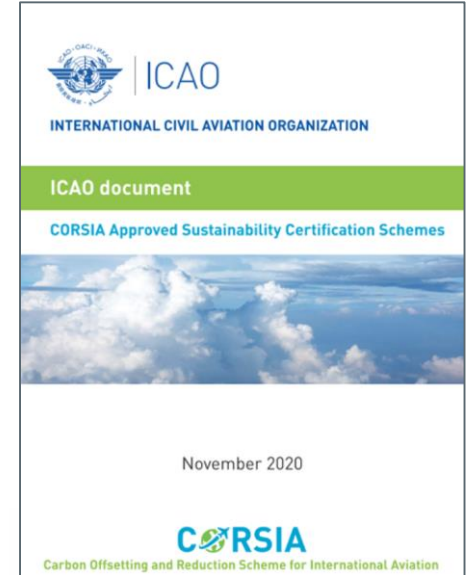 ICAO
INTERNATIONAL CIVIL AVIATION ORGANIZATION
ICAO document
CORSIA Approved Sustainability Certification Schemes
November 2020
CORSIA
Carbon Offsetting and Reduction Scheme for International Aviation